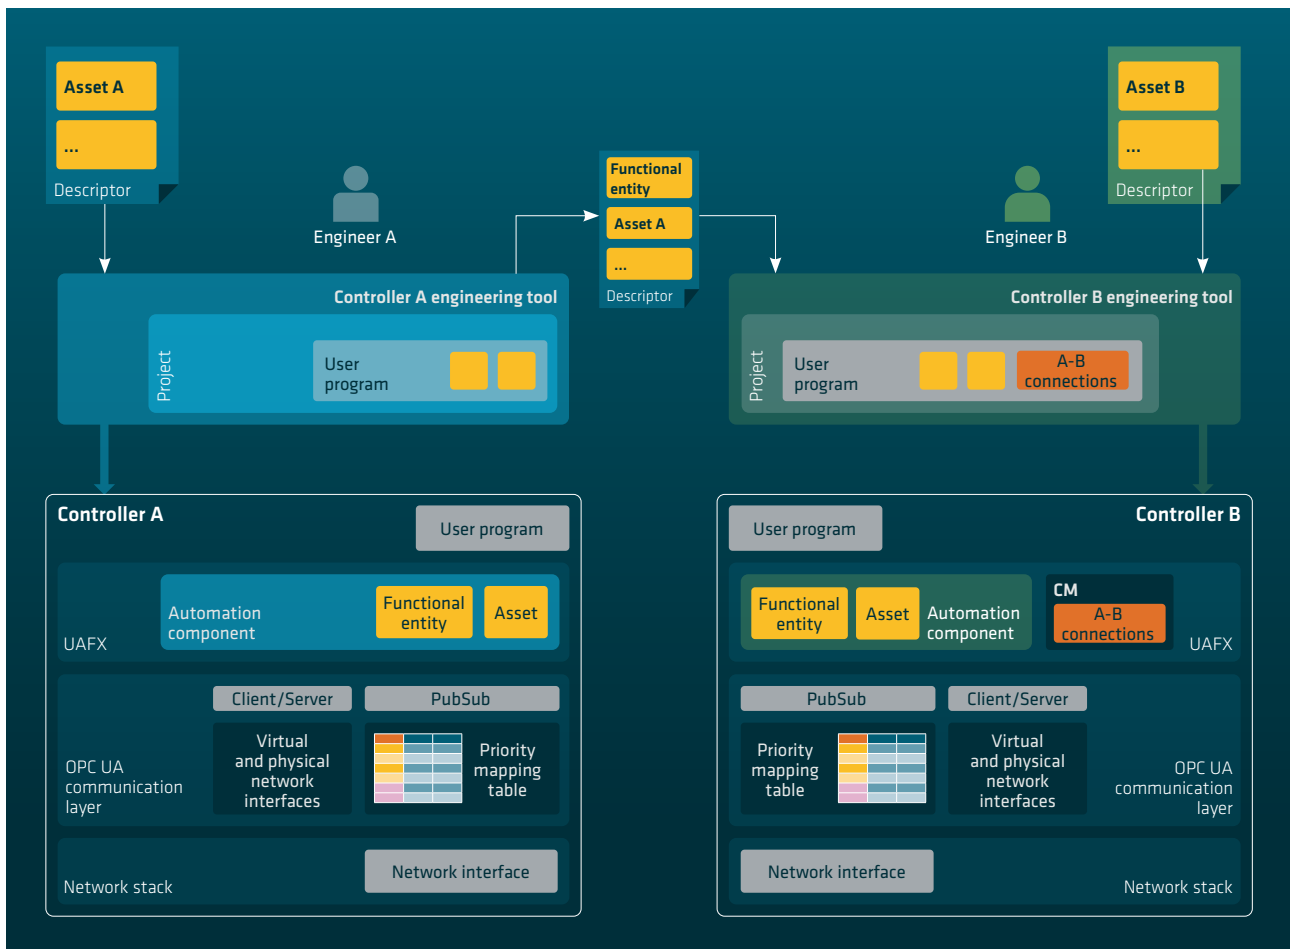 Asset A
...
Descriptor
Engineer A
Functional
entity
Asset A
...
Descriptor
Engineer B
Asset B
...
Descriptor
Controller A engineering tool
Project
User
program
Controller B engineering tool
Project
User
program
A-B
connections
Controller A
User program
Automation
component
Functional
entity
Asset
UAFX
Client/Server
PubSub
Virtual
and physical
network
interfaces
Priority
mapping
table
OPC UA
communication
layer
Network interface
Network stack
Controller B
User program
Functional
entity
Asset
Automation
component
CM
A-B
connections
UAFX
PubSub
Client/Server
Priority
mapping
table
Virtual
and physical
network
interfaces
OPC UA
communication
layer
Network interface
Network stack